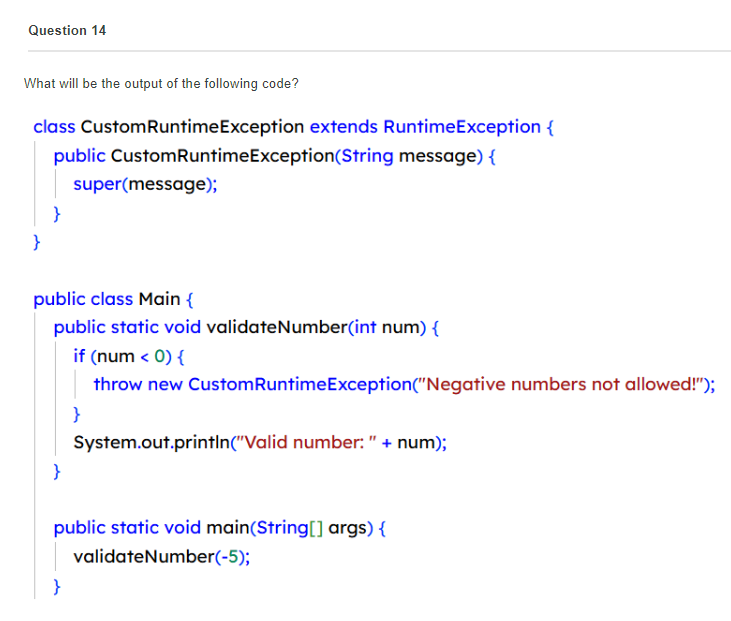 Question 14
What will be the output of the following code?
class CustomRuntimeException extends RuntimeException {
public CustomRuntimeException(String message) {
super(message);
}
}
public class Main {
public static void validateNumber(int num) {
if (num < 0) {
throw new CustomRuntimeException("Negative numbers not allowed!");
}
System.out.println("Valid number: " + num);
}
public static void main(String[] args) {
validateNumber(-5);
}